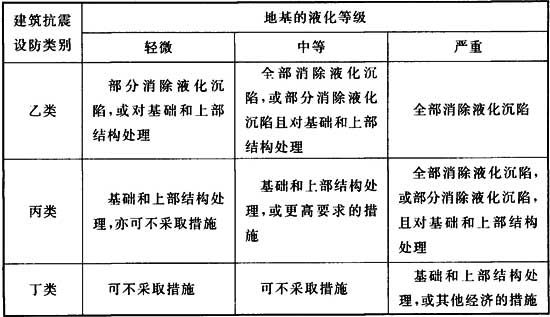 建筑抗震
设防类别
地基的液化等级
轻微
中等
严重
乙类
部分消除液化沉
陷,或对基础和上部
结构处理
全部消除液化沉
陷,或部分消除液化
沉陷且对基础和上部
结构处理
全部消除液化沉陷
丙类
基础和上部结构处
理,亦可不采取措施
基础和上部结构处
理,或更高要求的措
施
全部消除液化沉陷,
或部分消除液化沉陷,
且对基础和上部结构
处理
丁类
可不采取措施
可不采取措施
基础和上部结构处
理,或其他经济的措施